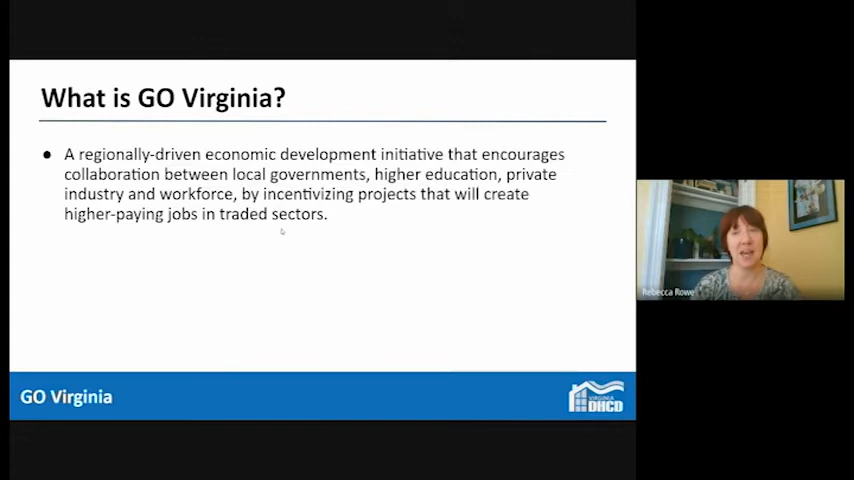 What is GO Virginia?
● A regionally-driven economic development initiative that encourages
collaboration between local governments, higher education, private
industry and workforce, by incentivizing projects that will create
higher-paying jobs in traded sectors.
Rebecca Rowe
GO Virginia
VIRGINIA
DHCD